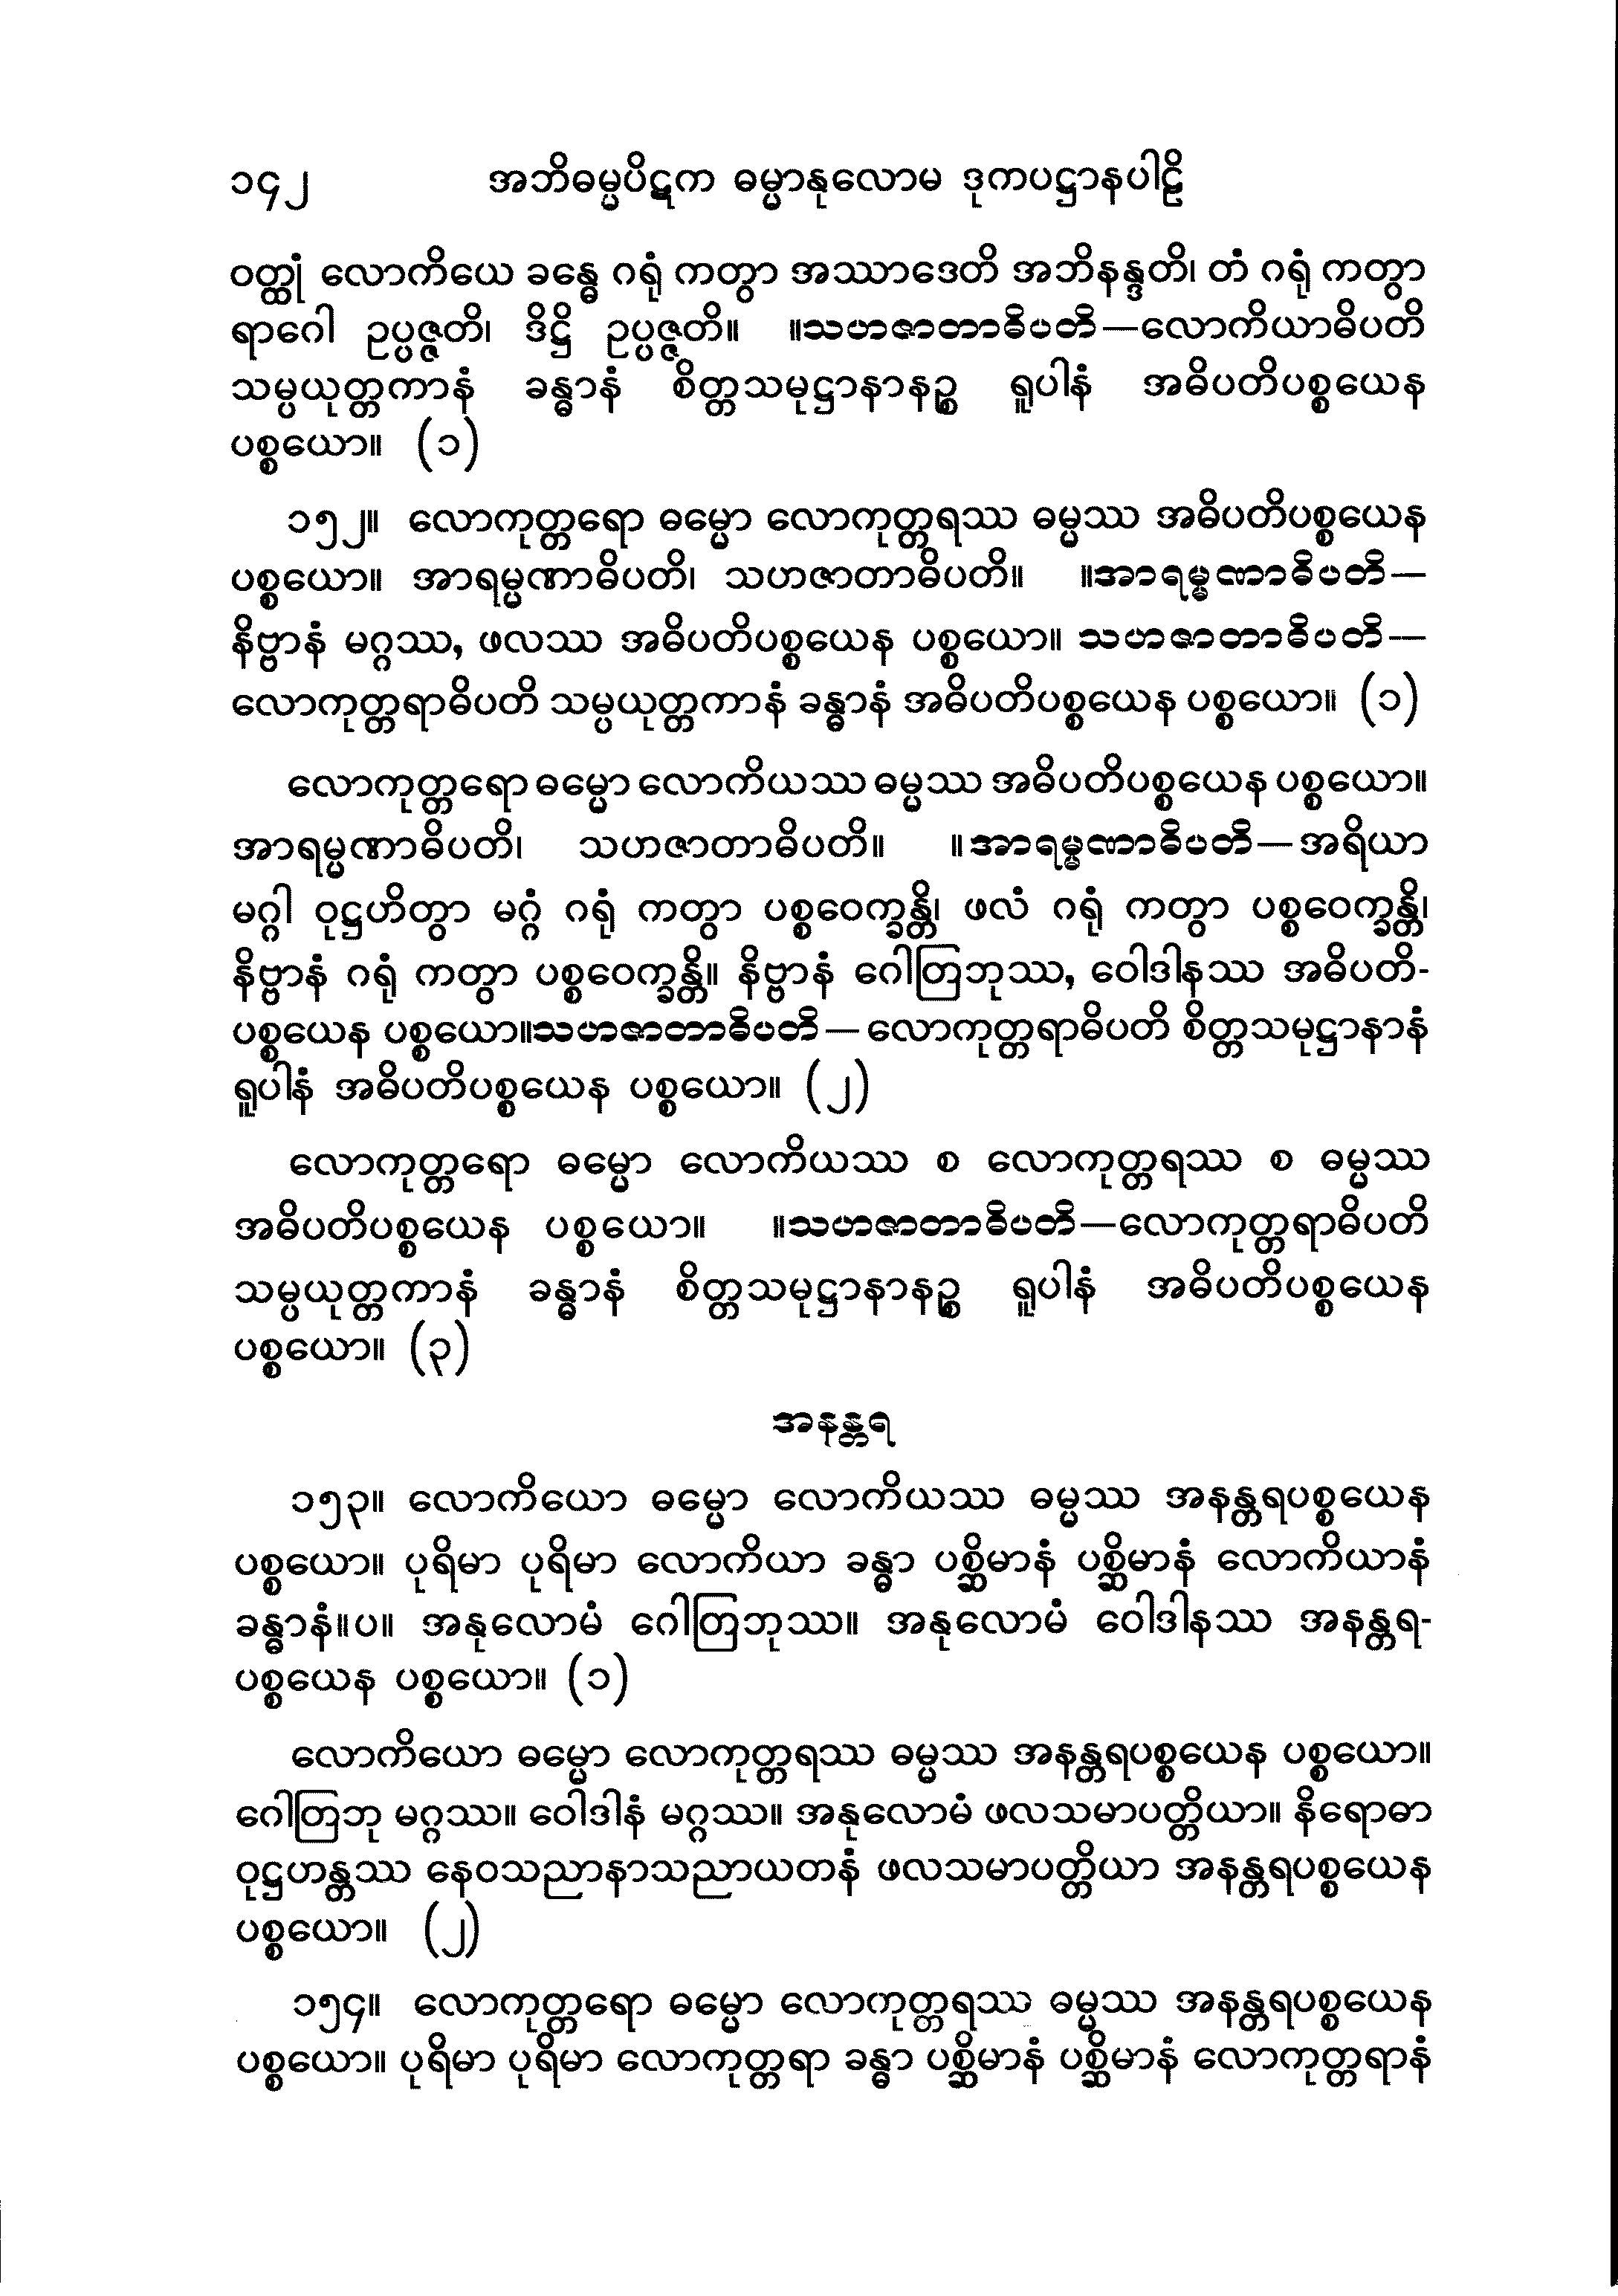 ၁၄၂ အဘိဓမ္မပိဋက ဓမ္မာနုလောမ ဒုကပဋ္ဌာနပါဠိ
ဝတ္ထုံ လောကိယေ ခန္ဓေ ဂရုံ ကတွာ အဿာဒေတိ အဘိနန္ဒတိ၊ တံ ဂရုံ ကတွာ
ရာဂေါ ဥပ္ပဇ္ဇတိ၊ ဒိဋ္ဌိ ဥပ္ပဇ္ဇတိ။ ။သဟဇာတာဓိပတိ—လောကိယာဓိပတိ
သမ္ပယုတ္တကာနံ ခန္ဓာနံ စိတ္တသမုဋ္ဌာနာနဉ္စ ရူပါနံ အဓိပတိပစ္စယေန
ပစ္စယော။ (၁)
၁၅၂။ လောကုတ္တရော ဓမ္မော လောကုတ္တရဿ ဓမ္မဿ အဓိပတိပစ္စယေန
ပစ္စယော။ အာရမ္မဏာဓိပတိ၊ သဟဇာတာဓိပတိ။ ။အာရမ္မဏာဓိပတိ—
နိဗ္ဗာနံ မဂ္ဂဿ, ဖလဿ အဓိပတိပစ္စယေန ပစ္စယော။ သဟဇာတာဓိပတိ—
လောကုတ္တရာဓိပတိ သမ္ပယုတ္တကာနံ ခန္ဓာနံ အဓိပတိပစ္စယေန ပစ္စယော။ (၁)
လောကုတ္တရော ဓမ္မော လောကိယဿ ဓမ္မဿ အဓိပတိပစ္စယေန ပစ္စယော။
အာရမ္မဏာဓိပတိ၊ သဟဇာတာဓိပတိ။ ။အာရမ္မဏာဓိပတိ—အရိယာ
မဂ္ဂါ ဝုဋ္ဌဟိတွာ မဂ္ဂံ ဂရုံ ကတွာ ပစ္စဝေက္ခန္တိ၊ ဖလံ ဂရုံ ကတွာ ပစ္စဝေက္ခန္တိ၊
နိဗ္ဗာနံ ဂရုံ ကတွာ ပစ္စဝေက္ခန္တိ။ နိဗ္ဗာနံ ဂေါတြဘုဿ, ဝေါဒါနဿ အဓိပတိ-
ပစ္စယေန ပစ္စယော။သဟဇာတာဓိပတိ—လောကုတ္တရာဓိပတိ စိတ္တသမုဋ္ဌာနာနံ
ရူပါနံ အဓိပတိပစ္စယေန ပစ္စယော။ (၂)
လောကုတ္တရော ဓမ္မော လောကိယဿ စ လောကုတ္တရဿ စ ဓမ္မဿ
အဓိပတိပစ္စယေန ပစ္စယော။ ။သဟဇာတာဓိပတိ—လောကုတ္တရာဓိပတိ
သမ္ပယုတ္တကာနံ ခန္ဓာနံ စိတ္တသမုဋ္ဌာနာနဉ္စ ရူပါနံ အဓိပတိပစ္စယေန
ပစ္စယော။ (၃)
အနန္တရ
၁၅၃။ လောကိယော ဓမ္မော လောကိယဿ ဓမ္မဿ အနန္တရပစ္စယေန
ပစ္စယော။ ပုရိမာ ပုရိမာ လောကိယာ ခန္ဓာ ပစ္ဆိမာနံ ပစ္ဆိမာနံ လောကိယာနံ
ခန္ဓာနံ။ပ။ အနုလောမံ ဂေါတြဘုဿ။ အနုလောမံ ဝေါဒါနဿ အနန္တရ-
ပစ္စယေန ပစ္စယော။ (၁)
လောကိယော ဓမ္မော လောကုတ္တရဿ ဓမ္မဿ အနန္တရပစ္စယေန ပစ္စယော။
ဂေါတြဘု မဂ္ဂဿ။ ဝေါဒါနံ မဂ္ဂဿ။ အနုလောမံ ဖလသမာပတ္တိယာ။ နိရောဓာ
ဝုဋ္ဌဟန္တဿ နေဝသညာနာသညာယတနံ ဖလသမာပတ္တိယာ အနန္တရပစ္စယေန
ပစ္စယော။ (၂)
၁၅၄။ လောကုတ္တရော ဓမ္မော လောကုတ္တရဿ ဓမ္မဿ အနန္တရပစ္စယေန
ပစ္စယော။ ပုရိမာ ပုရိမာ လောကုတ္တရာ ခန္ဓာ ပစ္ဆိမာနံ ပစ္ဆိမာနံ လောကုတ္တရာနံ